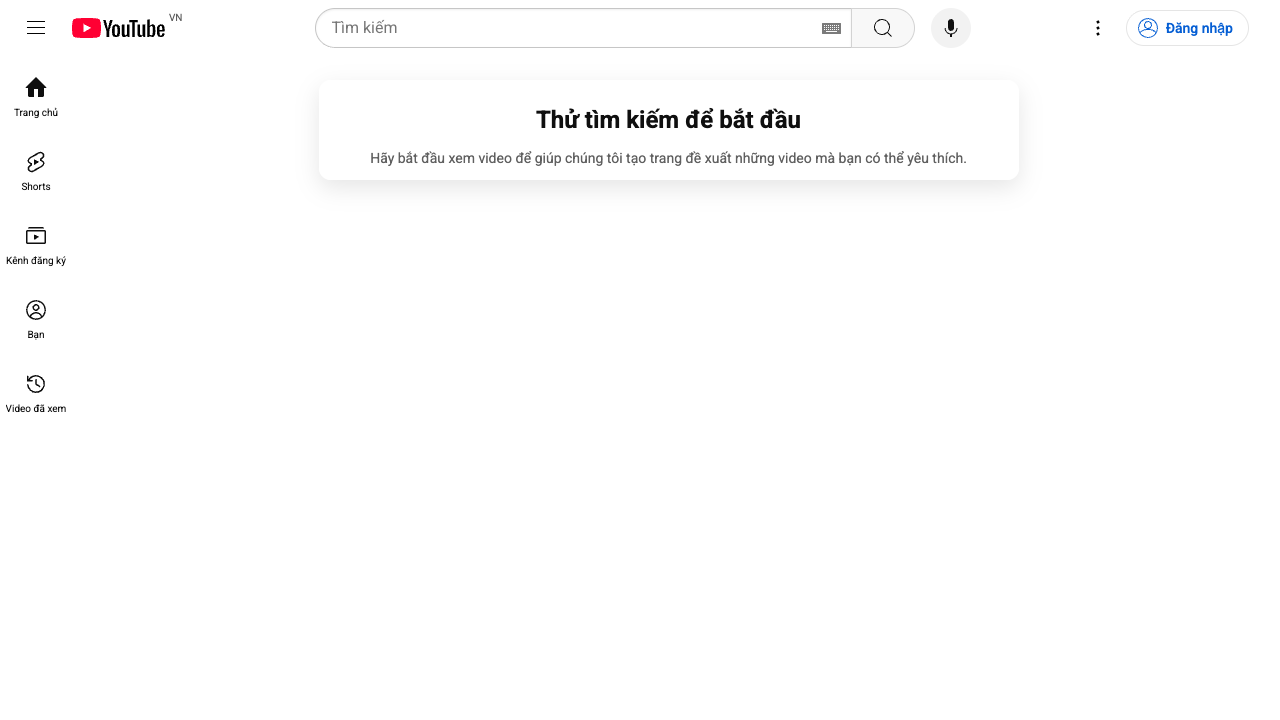 YouTube VN
Tìm kiếm
Đăng nhập
Trang chủ
Shorts
Kênh đăng ký
Bạn
Video đã xem
Thử tìm kiếm để bắt đầu
Hãy bắt đầu xem video để giúp chúng tôi tạo trang đề xuất những video mà bạn có thể yêu thích.